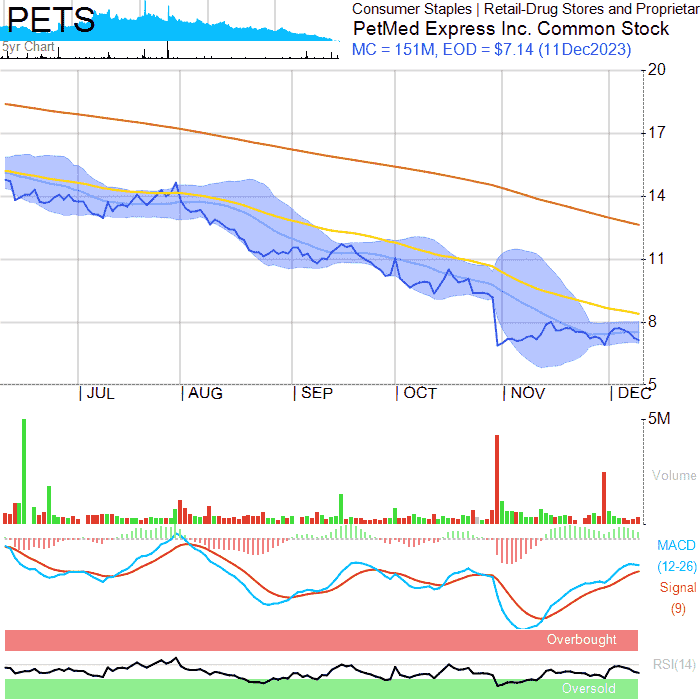 PETS
5yr Chart
Consumer Staples | Retail-Drug Stores and Proprietar
PetMed Express Inc. Common Stock
MC = 151M, EOD = $7.14 (11Dec2023)
20
17
14
11
8
5
JUL
AUG
SEP
OCT
NOV
DEC
5M
Volume
MACD
(12-26)
Signal
(9)
Overbought
RSI(14)
Oversold